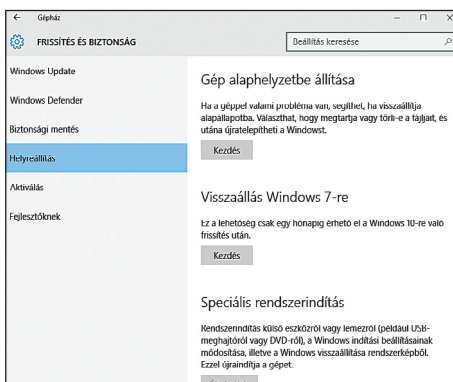 Gépház
FRISSÍTÉS ÉS BIZTONSÁG
Beállítás keresése
Windows Update
Windows Defender
Biztonsági mentés
Helyreállítás
Aktiválás
Fejlesztőknek
Gép alaphelyzetbe állítása
Ha a géppel valami probléma van, segíthet, ha visszaállítja
alapállapotba. Választhat, hogy megtartja vagy törli-e a fájljait, és
utána újratelepítheti a Windowst.
Kezdés
Visszaállás Windows 7-re
Ez a lehetőség csak egy hónapig érhető el a Windows 10-re való
frissítés után.
Kezdés
Speciális rendszerindítás
Rendszerindítás külső eszközről vagy lemezről (például USB-
meghajtóról vagy DVD-ről), a Windows indítási beállításainak
módosítása, illetve a Windows visszaállítása rendszerképből.
Ezzel újraindítja a gépet.